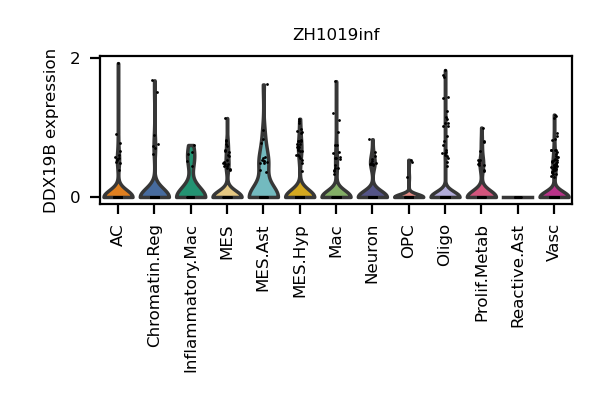 ZH1019inf
DDX19B expression
2
0
AC
Chromatin.Reg
Inflammatory.Mac
MES
MES.Ast
MES.Hyp
Mac
Neuron
OPC
Oligo
Prolif.Metab
Reactive.Ast
Vasc